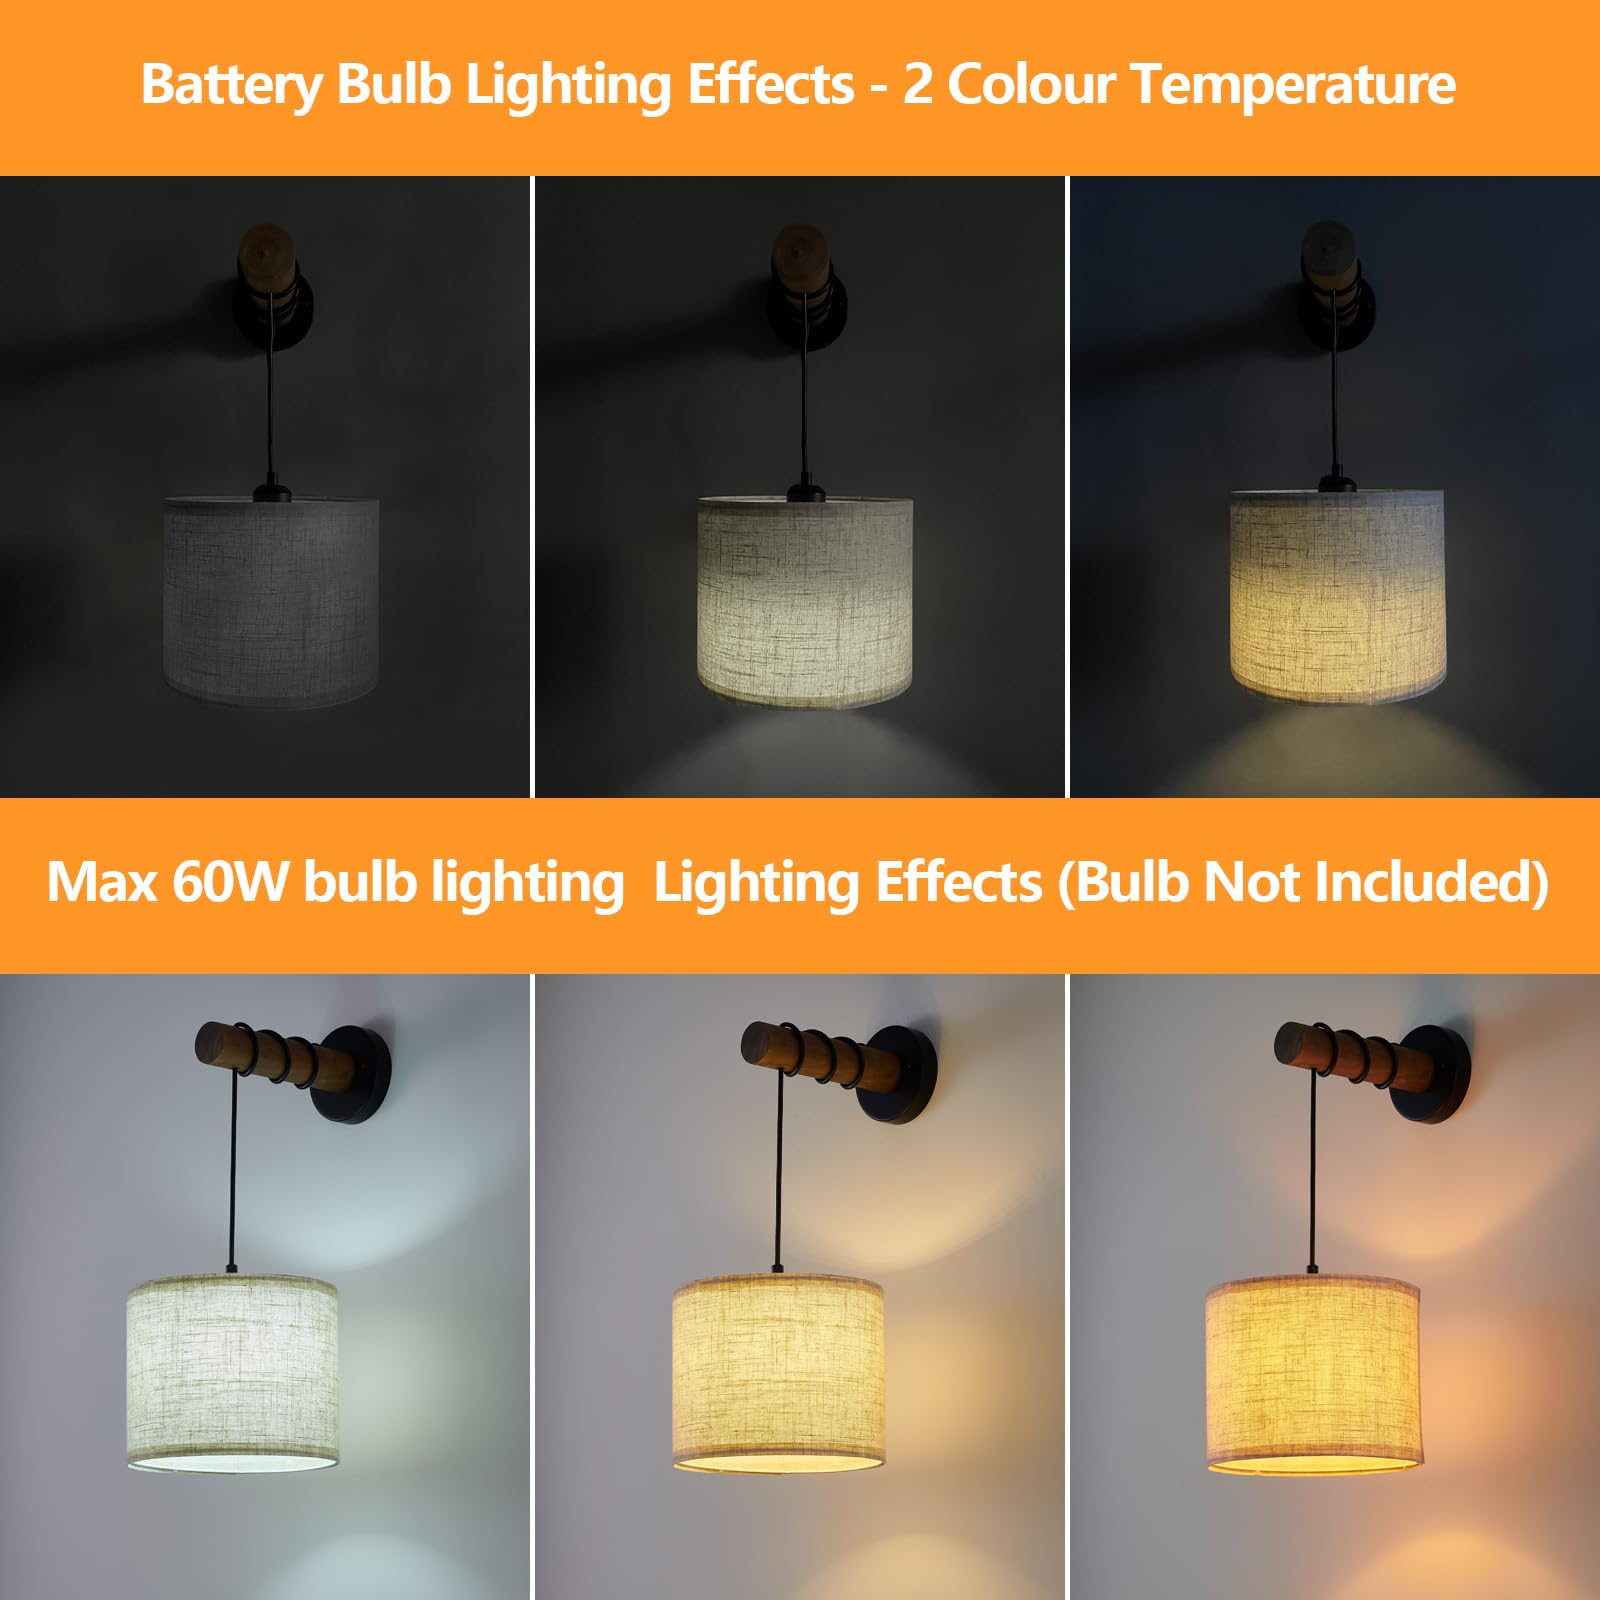 Battery Bulb Lighting Effects - 2 Colour Temperature
Max 60W bulb lighting  Lighting Effects (Bulb Not Included)